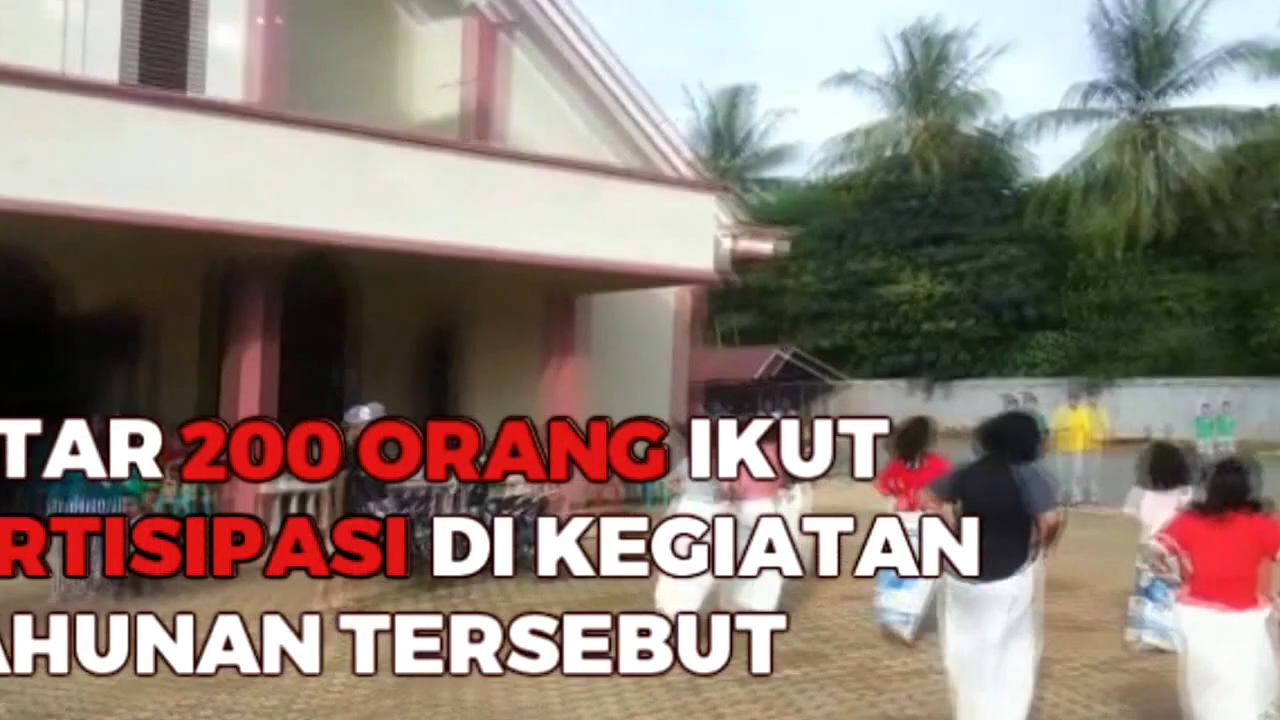 TAR 200 ORANG IKUT
RTISIPASI DI KEGIATAN
AHUNAN TERSEBUT